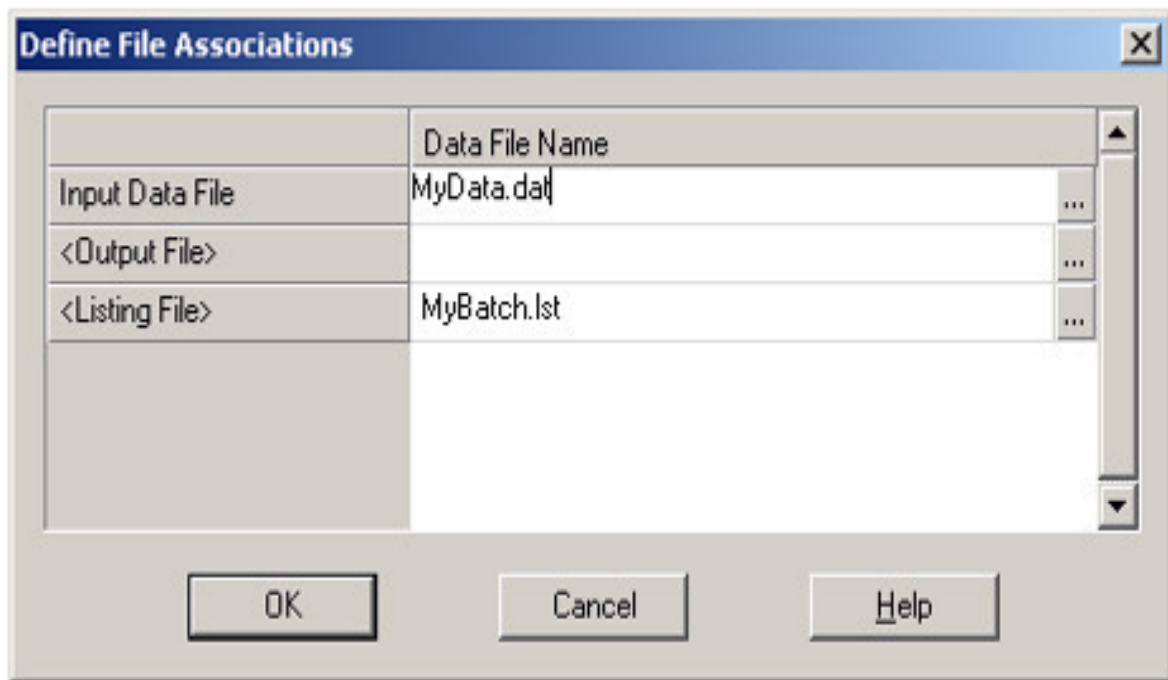 Define File Associations
Data File Name
Input Data File MyData.dat ...
<Output File> ...
<Listing File> MyBatch.lst ...
OK Cancel Help